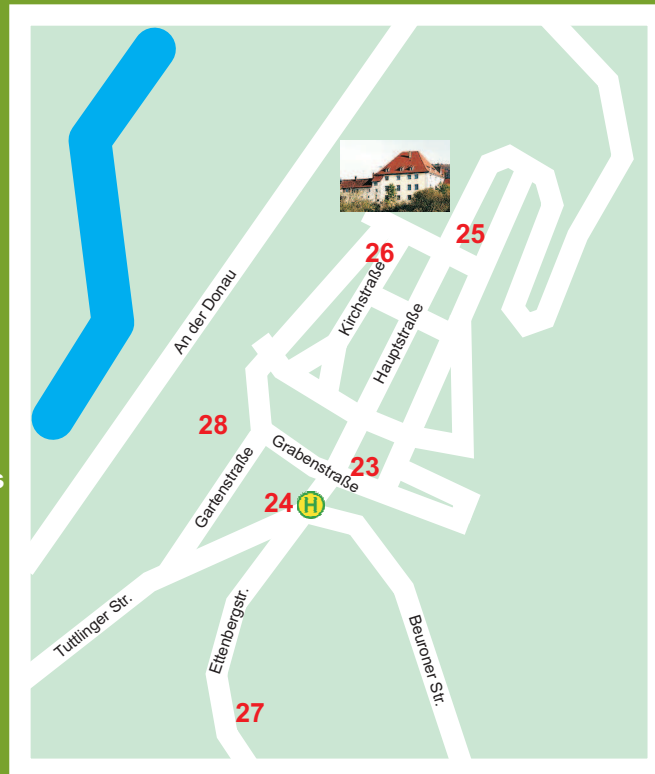 25
26
An der Donau
Kirchstraße
Hauptstraße
28
Grabenstraße
23
Gartenstraße
s
24
H
Tuttlinger Str.
Ettenbergstr.
Beuroner Str.
27